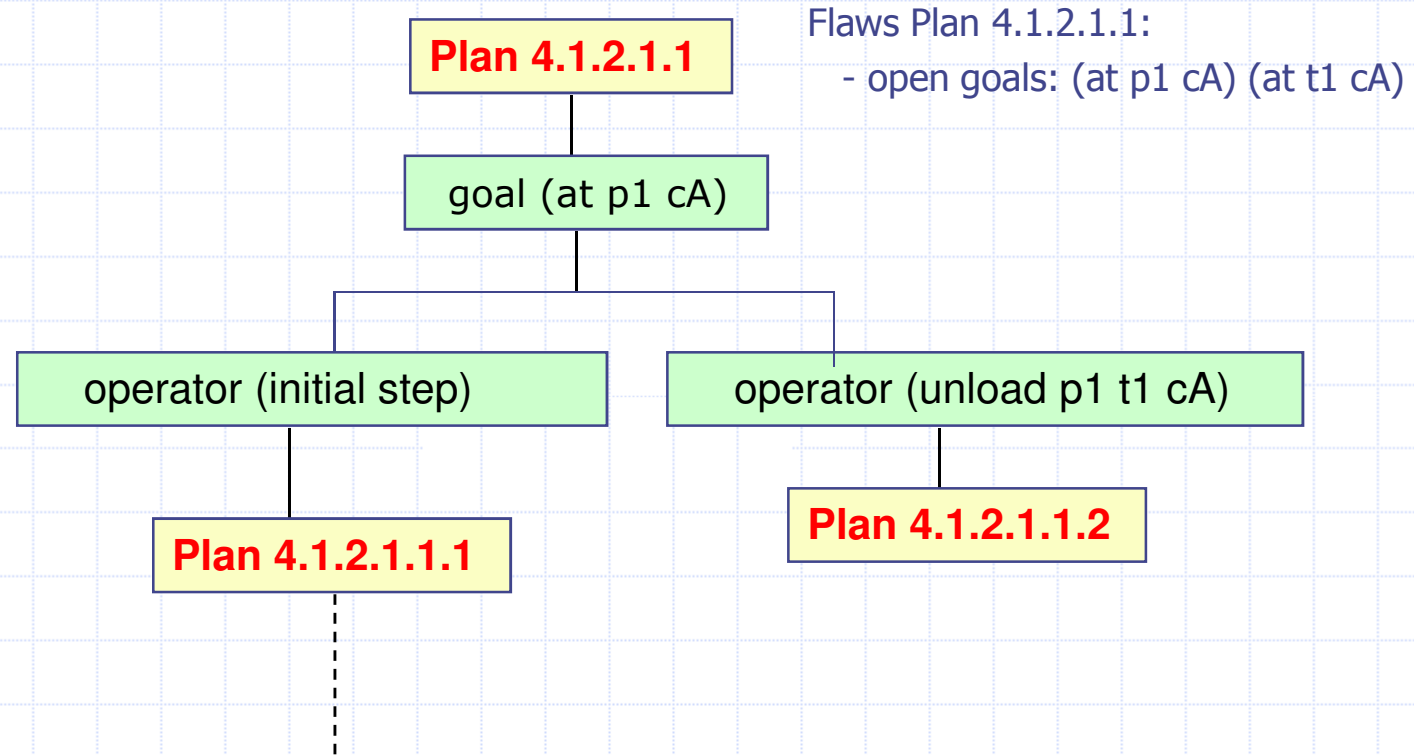 Flaws Plan 4.1.2.1.1:
- open goals: (at p1 cA) (at t1 cA)
Plan 4.1.2.1.1
goal (at p1 cA)
operator (initial step)
operator (unload p1 t1 cA)
Plan 4.1.2.1.1.1
Plan 4.1.2.1.1.2